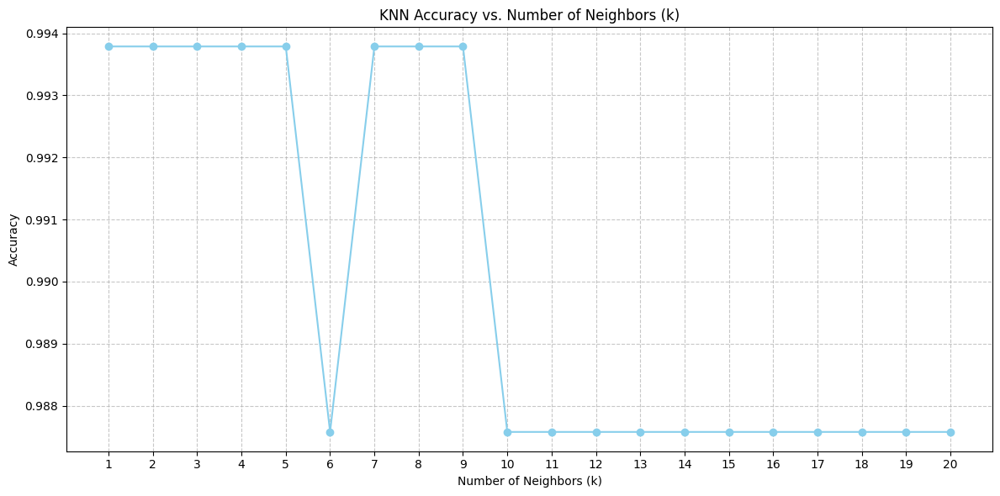 KNN Accuracy vs. Number of Neighbors (k)
0.994
0.993
0.992
0.991
0.990
0.989
0.988
Accuracy
1 2 3 4 5 6 7 8 9 10 11 12 13 14 15 16 17 18 19 20
Number of Neighbors (k)